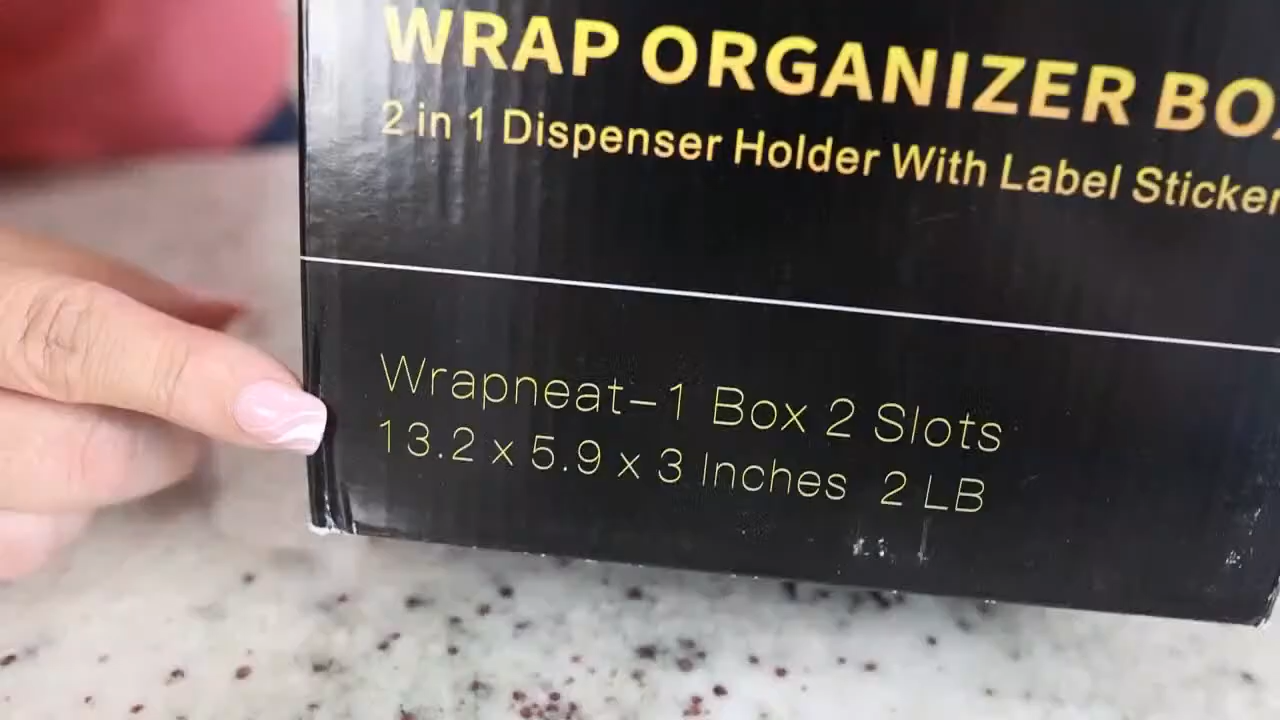 WRAP ORGANIZER BO
2 in 1 Dispenser Holder With Label Sticker
Wrapneat-1 Box 2 Slots
13.2 x 5.9 x 3 Inches 2 LB